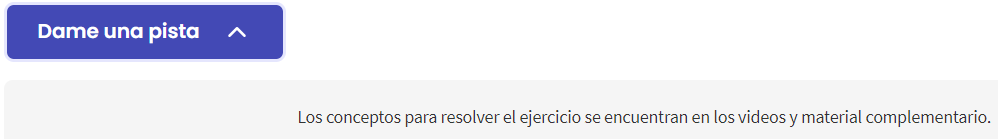 Dame una pista
Los conceptos para resolver el ejercicio se encuentran en los videos y material complementario.